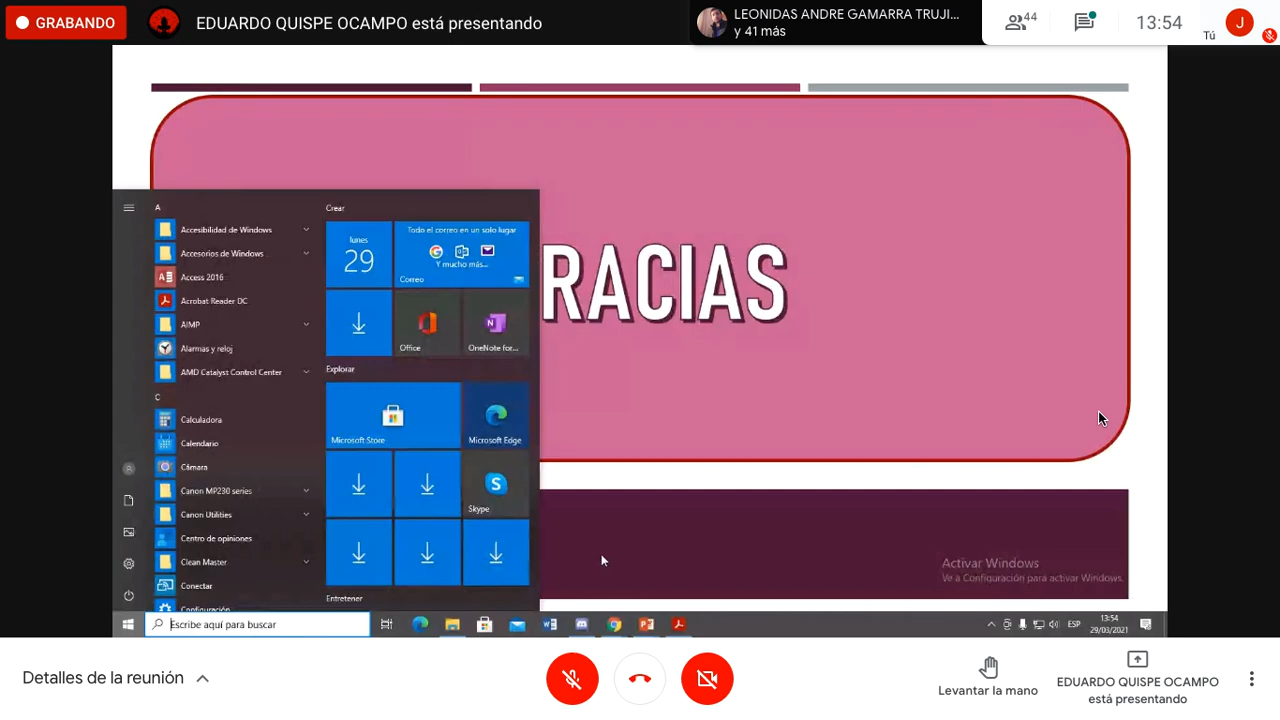 GRABANDO
EDUARDO QUISPE OCAMPO está presentando
LEONIDAS ANDRE GAMARRA TRUJI...
y 41 más
44
13:54
Tú
J
RACIAS
A
Accesibilidad de Windows
Accesorios de Windows
Access 2016
Acrobat Reader DC
AIMP
Alarmas y reloj
AMD Catalyst Control Center
C
Calculadora
Calendario
Cámara
Canon MP230 series
Canon Utilities
Centro de opiniones
Clean Master
Conectar
Configuración
Crear
lunes
29
Todo el correo en un solo lugar
Y mucho más...
Correo
Office
OneNote for...
Explorar
Microsoft Store
Microsoft Edge
Skype
Entretener
Activar Windows
Ve a Configuración para activar Windows.
Escribe aquí para buscar
ESP
13:54
29/03/2021
Detalles de la reunión
Levantar la mano
EDUARDO QUISPE OCAMPO
está presentando